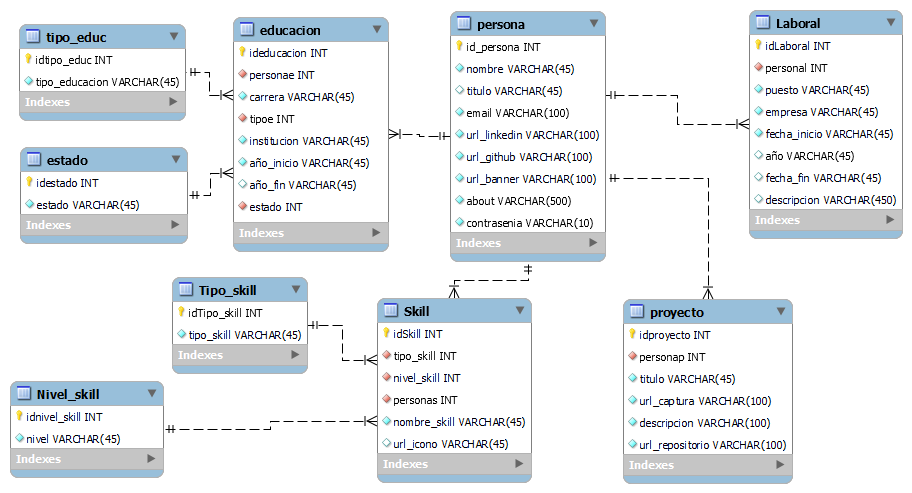 tipo_educ
idtipo_educ INT
tipo_educacion VARCHAR(45)
Indexes
estado
idestado INT
estado VARCHAR(45)
Indexes
educacion
ideducacion INT
personae INT
carrera VARCHAR(45)
tipoe INT
institucion VARCHAR(45)
año_inicio VARCHAR(45)
año_fin VARCHAR(45)
estado INT
Indexes
persona
id_persona INT
nombre VARCHAR(45)
titulo VARCHAR(45)
email VARCHAR(100)
url_linkedin VARCHAR(100)
url_github VARCHAR(100)
url_banner VARCHAR(100)
about VARCHAR(500)
contrasenia VARCHAR(10)
Indexes
Laboral
idLaboral INT
personal INT
puesto VARCHAR(45)
empresa VARCHAR(45)
fecha_inicio VARCHAR(45)
año VARCHAR(45)
fecha_fin VARCHAR(45)
descripcion VARCHAR(450)
Indexes
Tipo_skill
idTipo_skill INT
tipo_skill VARCHAR(45)
Indexes
Nivel_skill
idnivel_skill INT
nivel VARCHAR(45)
Indexes
Skill
idSkill INT
tipo_skill INT
nivel_skill INT
personas INT
nombre_skill VARCHAR(45)
url_icono VARCHAR(45)
Indexes
proyecto
idproyecto INT
personap INT
titulo VARCHAR(45)
url_captura VARCHAR(100)
descripcion VARCHAR(100)
url_repositorio VARCHAR(100)
Indexes